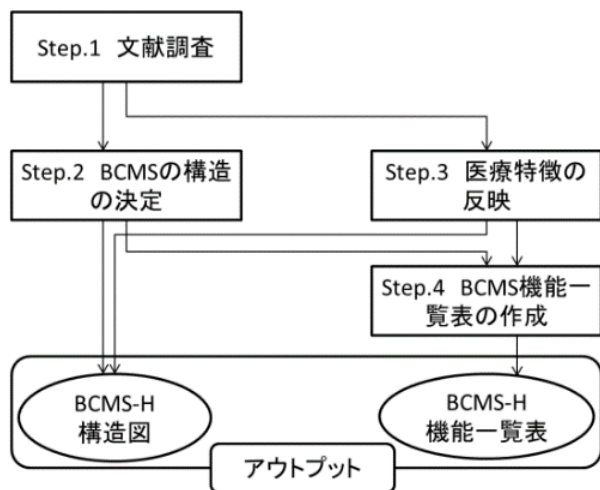 Step.1 文献調査
Step.2 BCMSの構造
の決定
Step.3 医療特徴の
反映
Step.4 BCMS機能一
覧表の作成
BCMS-H
構造図
BCMS-H
機能一覧表
アウトプット